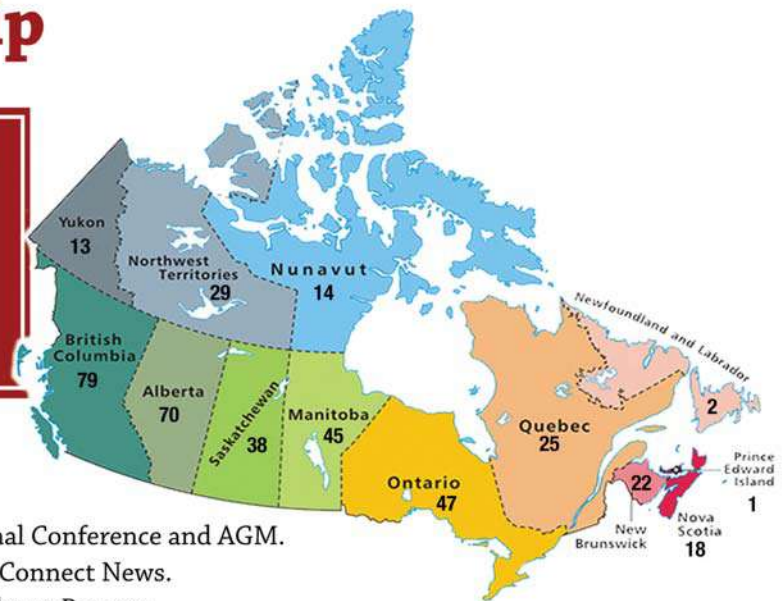 p
Yukon
13
Northwest
Territories
29
Nunavut
14
British
Columbia
79
Alberta
70
Saskatchewan
38
Manitoba
45
Ontario
47
Quebec
25
Newfoundland and Labrador
2
Prince
Edward
Island
1
22
New
Brunswick
Nova
Scotia
18
nal Conference and AGM.
Connect News.